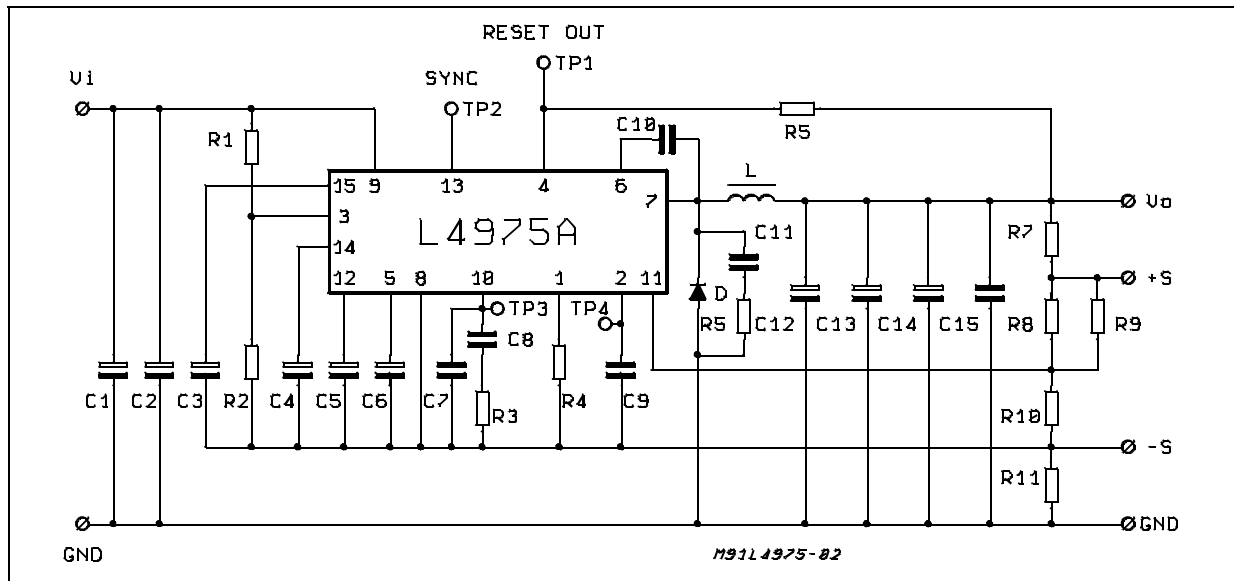 RESET OUT
TP1
Vi
SYNC
TP2
C10
R5
R1
L
15 9 13 4 6
7
Vo
3
L4975A
14
R7
C11
12 5 8 10 1 2 11
+S
TP3
TP4
D
R5
C12
C13
C14
C15
R8
R9
C8
C1
C2
C3
R2
C4
C5
C6
C7
R3
R4
C9
R10
-S
R11
GND
GND
M91L4975-02